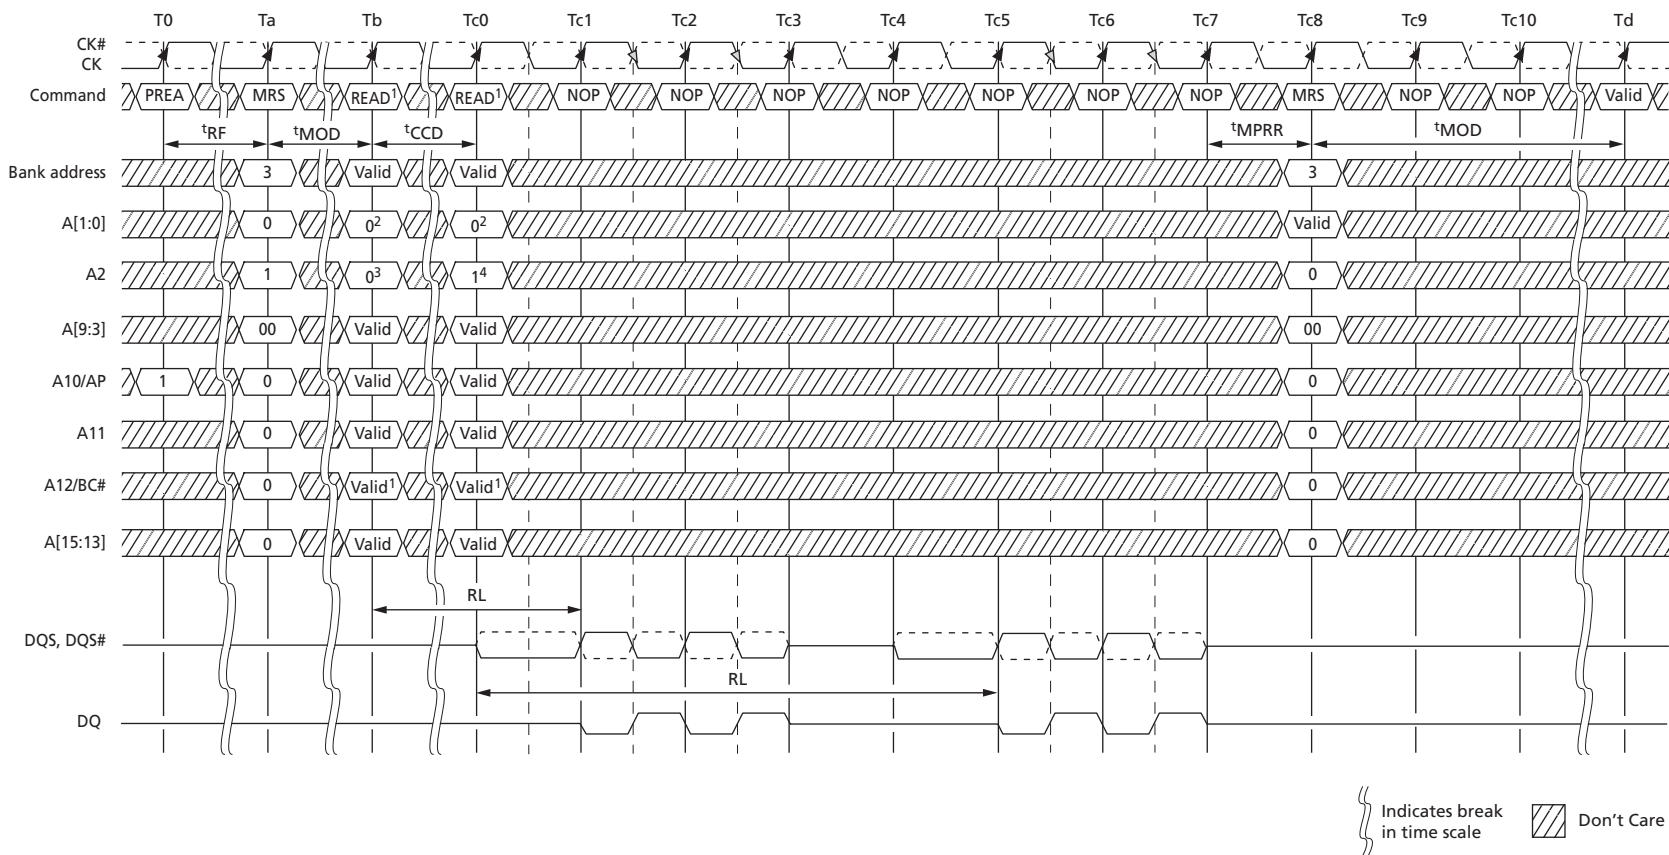 T0 Ta Tb Tc0 Tc1 Tc2 Tc3 Tc4 Tc5 Tc6 Tc7 Tc8 Tc9 Tc10 Td
CK#
CK
Command PREA MRS READ1 READ1 NOP NOP NOP NOP NOP NOP NOP MRS NOP NOP Valid
tRF tMOD tCCD tMPRR tMOD
Bank address 3 Valid Valid 3
A[1:0] 02 02 Valid
A2 1 03 14 0
A[9:3] 00 Valid Valid 00
A10/AP 1 0 Valid Valid 0
A11 0 Valid Valid 0
A12/BC# 0 Valid1 Valid1 0
A[15:13] 0 Valid Valid 0
RL
DQS, DQS#
RL
DQ
Indicates break
in time scale
Don't Care